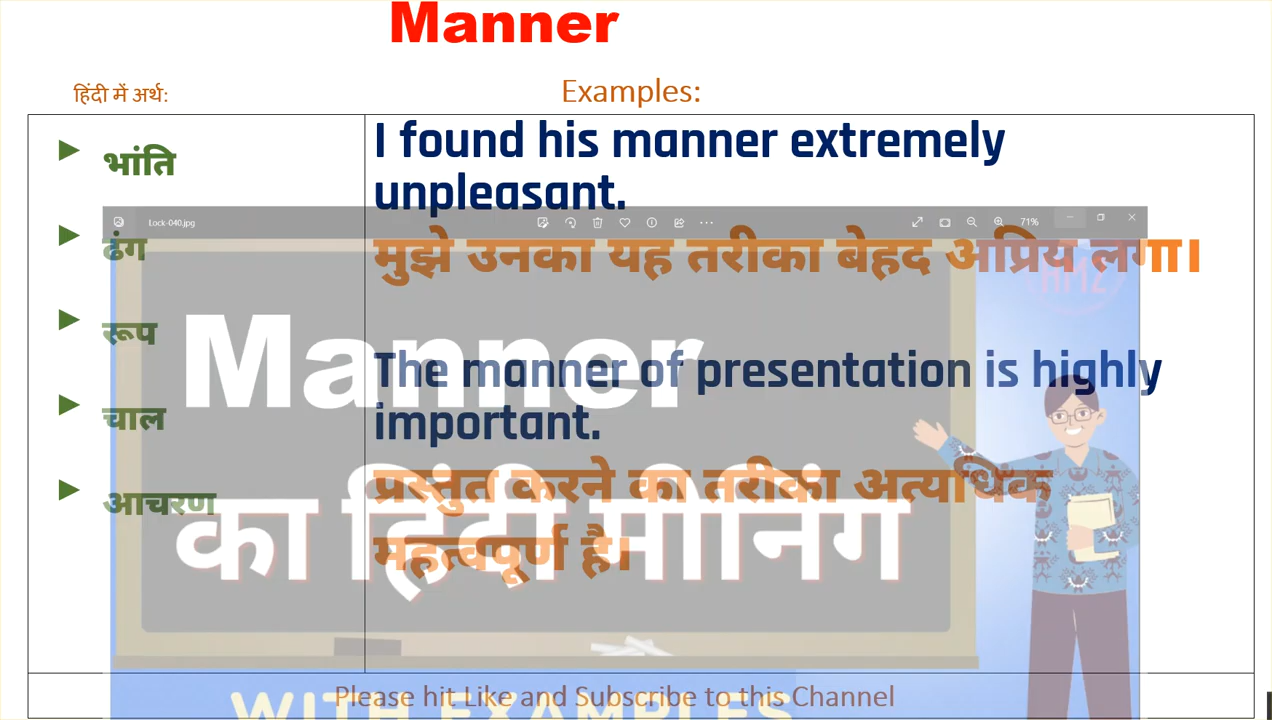 Manner
हिंदी में अर्थ:
Examples:
भांति
ढंग
रूप
चाल
आचरण
I found his manner extremely
unpleasant.
मुझे उनका यह तरीका बेहद अप्रिय लगा।
The manner of presentation is highly
important.
प्रस्तुत करने का तरीका अत्यधिक
महत्वपूर्ण है।
Lock-040.jpg
71%
HMZ
Manner
का हिंदी मीनिंग
WITH EXAMPLES
Please hit Like and Subscribe to this Channel